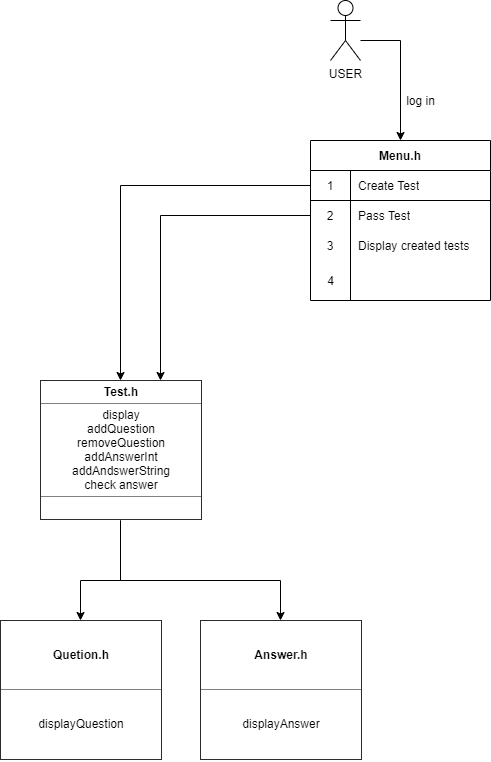 USER
log in
Menu.h
1 Create Test
2 Pass Test
3 Display created tests
4
Test.h
display
addQuestion
removeQuestion
addAnswerInt
addAndswerString
check answer
Quetion.h
Answer.h
displayQuestion
displayAnswer